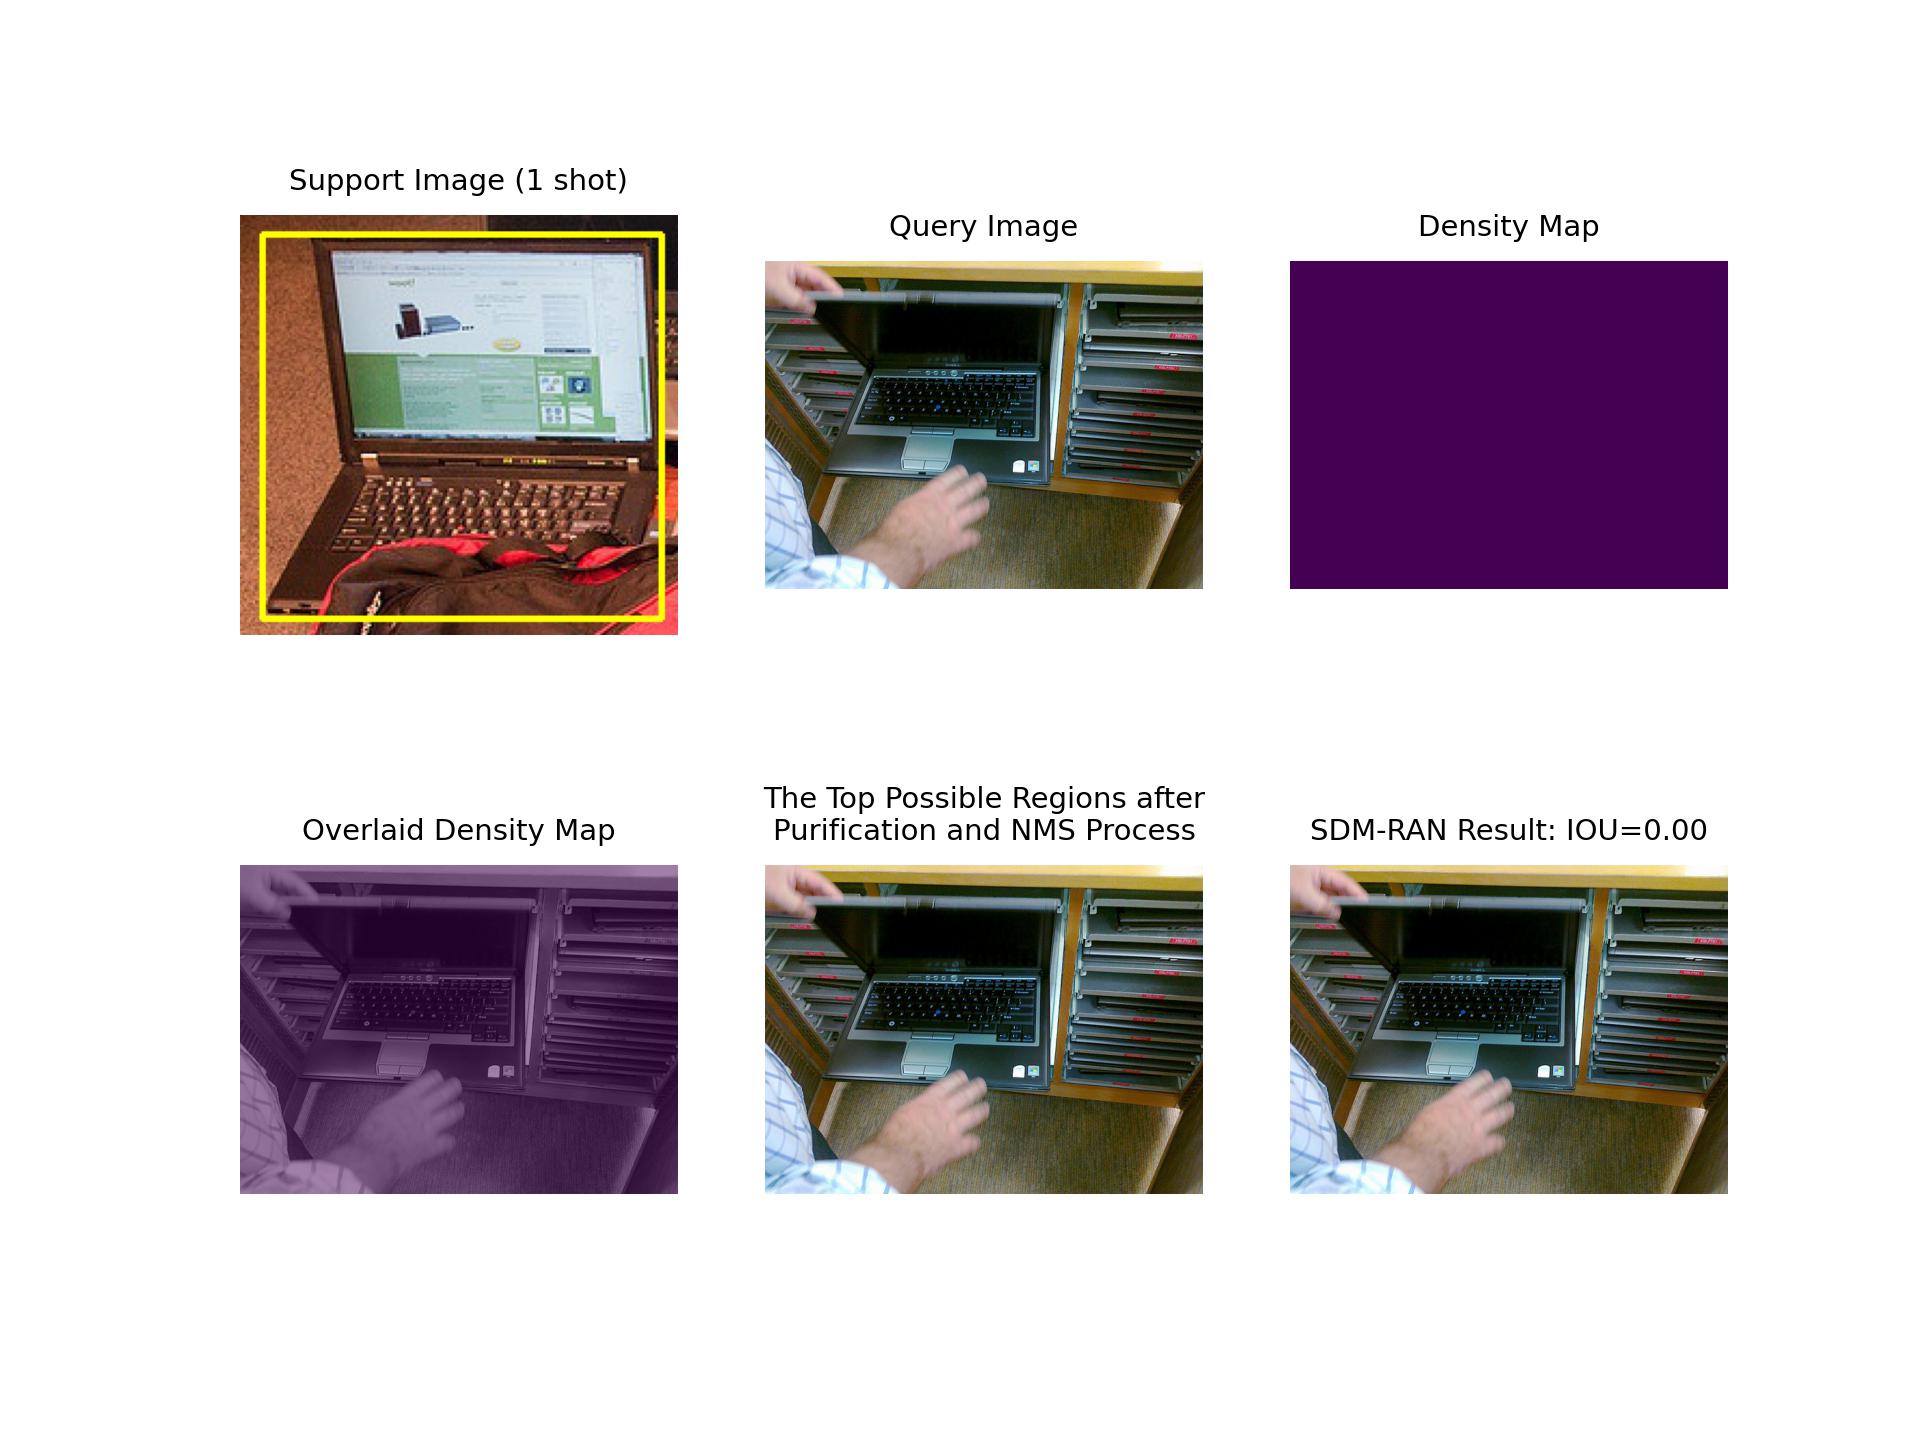 Support Image (1 shot)
Query Image
Density Map
Overlaid Density Map
The Top Possible Regions after
Purification and NMS Process
SDM-RAN Result: IOU=0.00